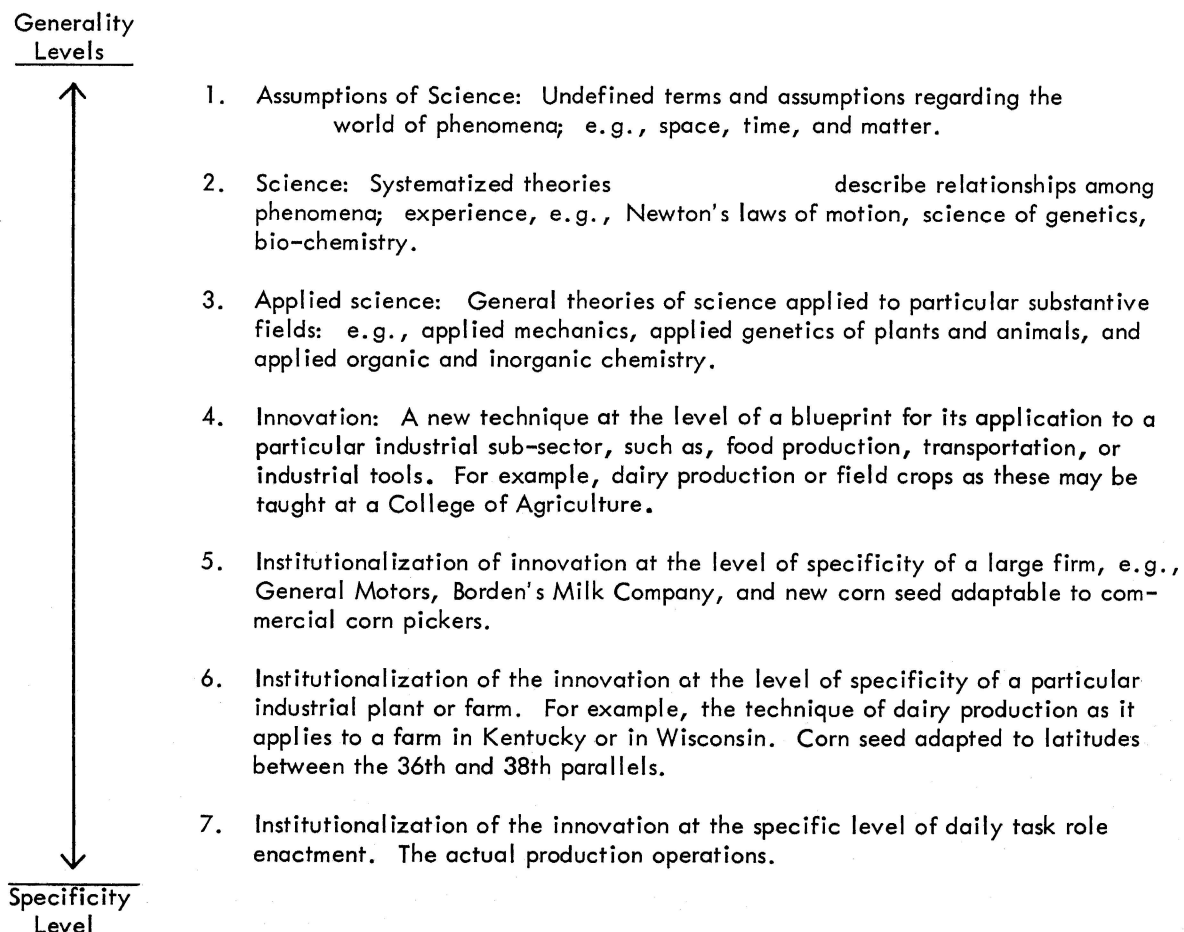 Generality
Levels
1. Assumptions of Science: Undefined terms and assumptions regarding the
world of phenomena; e.g., space, time, and matter.
2. Science: Systematized theories describe relationships among
phenomena; experience, e.g., Newton's laws of motion, science of genetics,
bio-chemistry.
3. Applied science: General theories of science applied to particular substantive
fields: e.g., applied mechanics, applied genetics of plants and animals, and
applied organic and inorganic chemistry.
4. Innovation: A new technique at the level of a blueprint for its application to a
particular industrial sub-sector, such as, food production, transportation, or
industrial tools. For example, dairy production or field crops as these may be
taught at a College of Agriculture.
5. Institutionalization of innovation at the level of specificity of a large firm, e.g.,
General Motors, Borden's Milk Company, and new corn seed adaptable to com-
mercial corn pickers.
6. Institutionalization of the innovation at the level of specificity of a particular
industrial plant or farm. For example, the technique of dairy production as it
applies to a farm in Kentucky or in Wisconsin. Corn seed adapted to latitudes
between the 36th and 38th parallels.
7. Institutionalization of the innovation at the specific level of daily task role
enactment. The actual production operations.
Specificity
Level